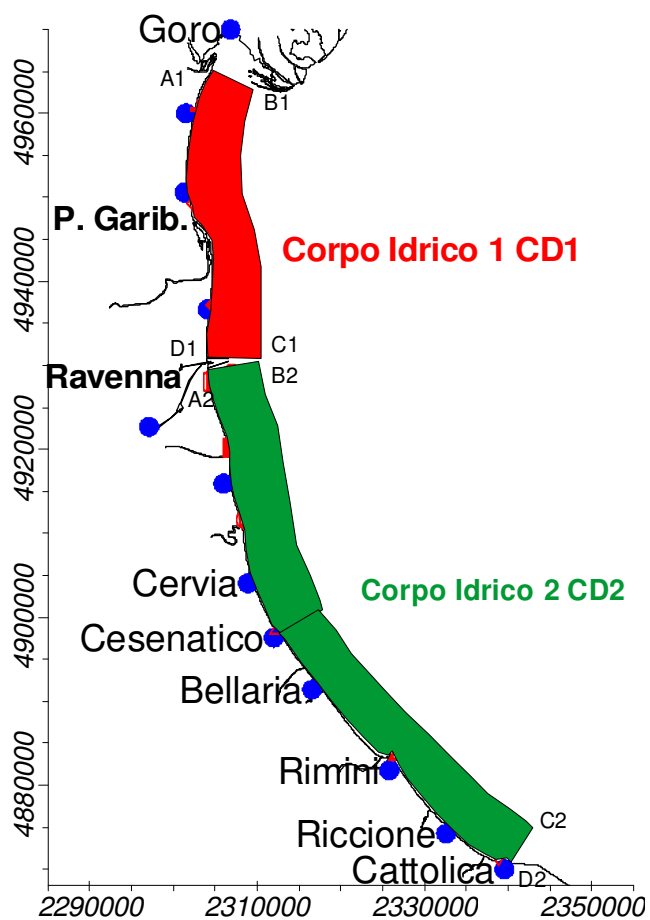 Goro
A1
B1
4960000
P. Garib.
Corpo Idrico 1 CD1
4940000
D1
C1
Ravenna
B2
A2
4920000
Cervia
Corpo Idrico 2 CD2
4900000
Cesenatico
Bellaria
Rimini
4880000
C2
Riccione
Cattolica
D2
2290000
2310000
2330000
2350000